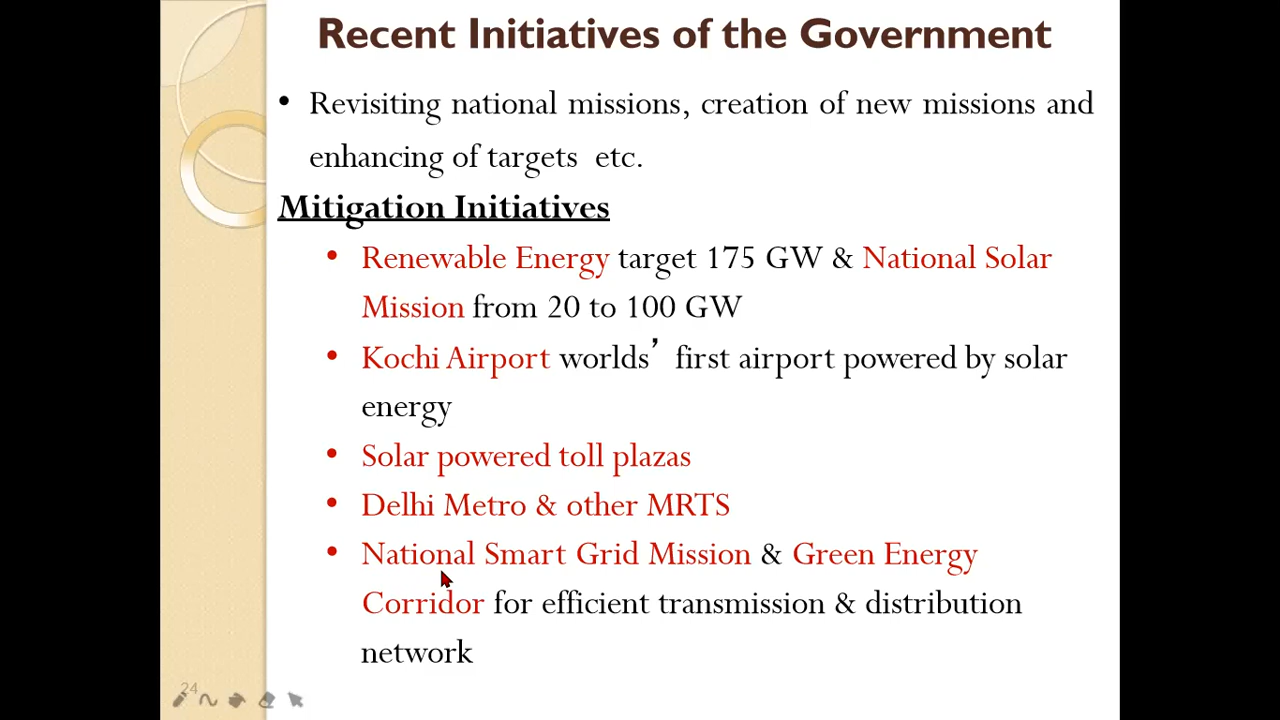 Recent Initiatives of the Government
• Revisiting national missions, creation of new missions and
enhancing of targets etc.
Mitigation Initiatives
• Renewable Energy target 175 GW & National Solar
Mission from 20 to 100 GW
• Kochi Airport worlds’ first airport powered by solar
energy
• Solar powered toll plazas
• Delhi Metro & other MRTS
• National Smart Grid Mission & Green Energy
Corridor for efficient transmission & distribution
network
24